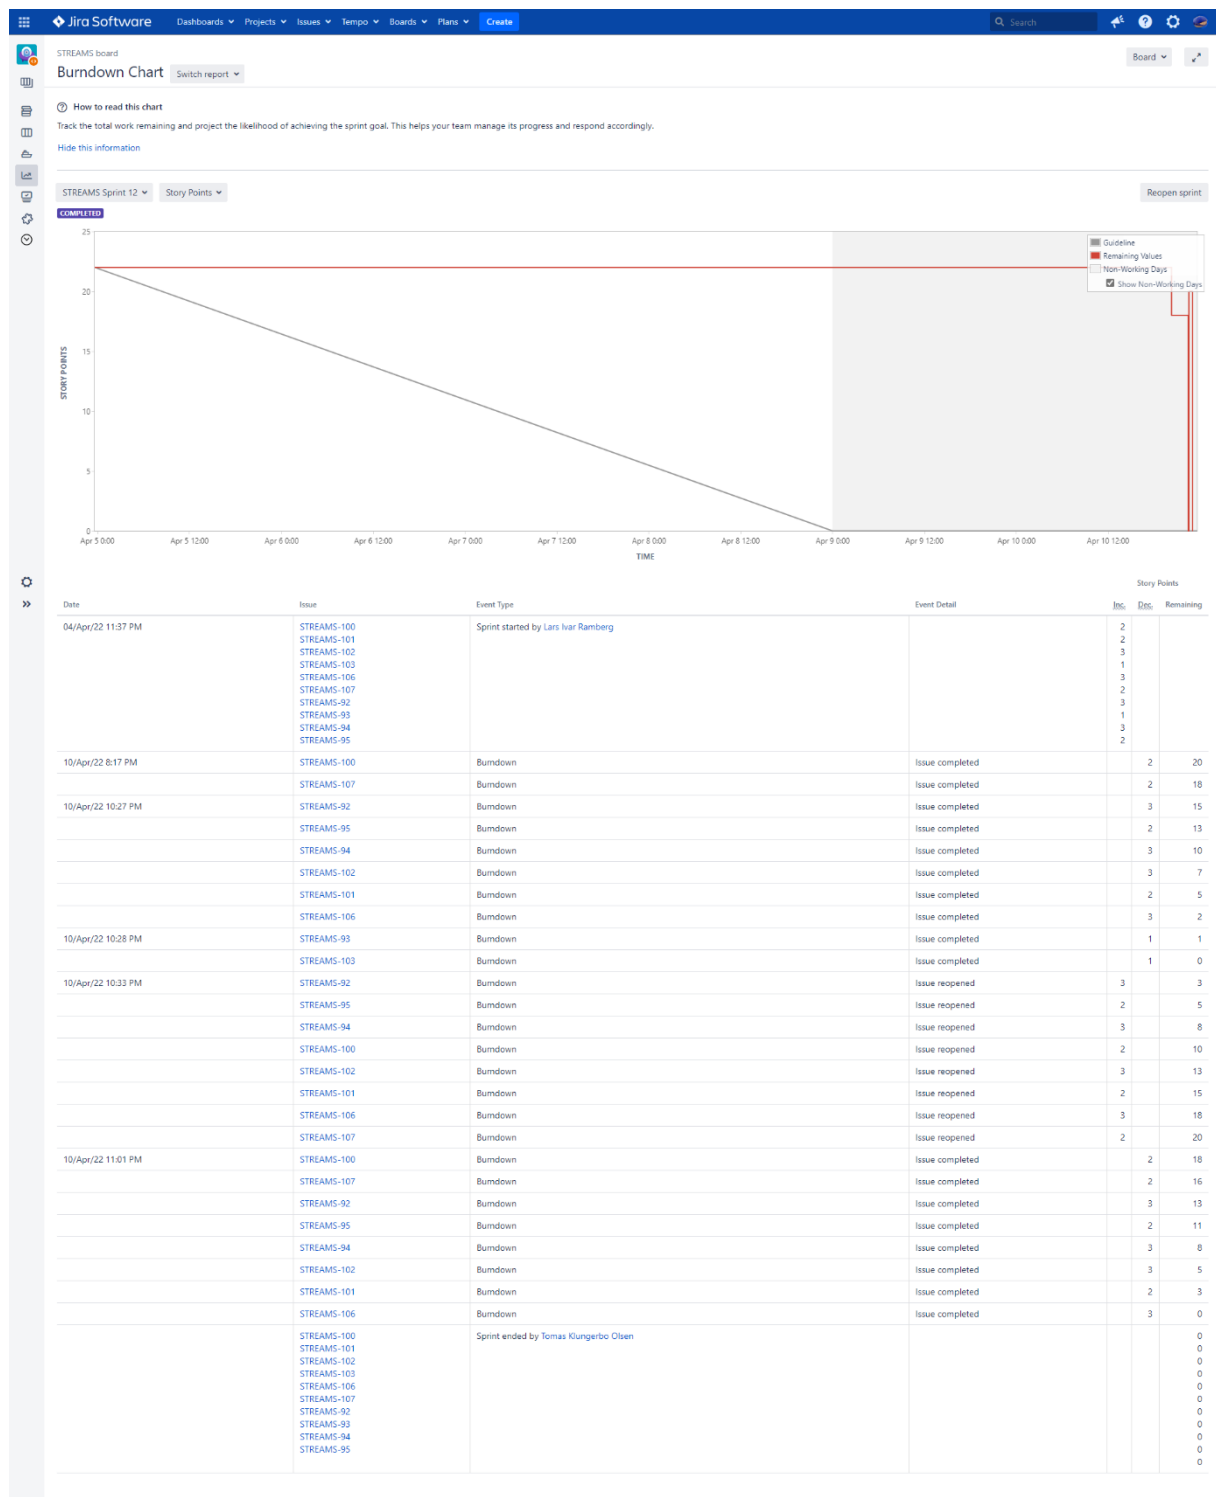 Jira Software Dashboards Projects Issues Tempo Boards Plans Create Search
STREAMS board
Burndown Chart Switch report Board
How to read this chart
Track the total work remaining and project the likelihood of achieving the sprint goal. This helps your team manage its progress and respond accordingly.
Hide this information
STREAMS Sprint 12 Story Points Reopen sprint
COMPLETED
25
20
15
10
5
0
STORY POINTS
Guideline
Remaining Values
Non-Working Days
Show Non-Working Days
Apr 5 0:00 Apr 5 12:00 Apr 6 0:00 Apr 6 12:00 Apr 7 0:00 Apr 7 12:00 Apr 8 0:00 Apr 8 12:00 Apr 9 0:00 Apr 9 12:00 Apr 10 0:00 Apr 10 12:00
TIME
Story Points
Date Issue Event Type Event Detail Inc. Dec. Remaining
04/Apr/22 11:37 PM STREAMS-100 Sprint started by Lars Ivar Ramberg 2
STREAMS-101 2
STREAMS-102 3
STREAMS-103 1
STREAMS-106 3
STREAMS-107 2
STREAMS-92 3
STREAMS-93 1
STREAMS-94 3
STREAMS-95 2
10/Apr/22 8:17 PM STREAMS-100 Burndown Issue completed 2 20
STREAMS-107 Burndown Issue completed 2 18
10/Apr/22 10:27 PM STREAMS-92 Burndown Issue completed 3 15
STREAMS-95 Burndown Issue completed 2 13
STREAMS-94 Burndown Issue completed 3 10
STREAMS-102 Burndown Issue completed 3 7
STREAMS-101 Burndown Issue completed 2 5
STREAMS-106 Burndown Issue completed 3 2
10/Apr/22 10:28 PM STREAMS-93 Burndown Issue completed 1 1
STREAMS-103 Burndown Issue completed 1 0
10/Apr/22 10:33 PM STREAMS-92 Burndown Issue reopened 3 3
STREAMS-95 Burndown Issue reopened 2 5
STREAMS-94 Burndown Issue reopened 3 8
STREAMS-100 Burndown Issue reopened 2 10
STREAMS-102 Burndown Issue reopened 3 13
STREAMS-101 Burndown Issue reopened 2 15
STREAMS-106 Burndown Issue reopened 3 18
STREAMS-107 Burndown Issue reopened 2 20
10/Apr/22 11:01 PM STREAMS-100 Burndown Issue completed 2 18
STREAMS-107 Burndown Issue completed 2 16
STREAMS-92 Burndown Issue completed 3 13
STREAMS-95 Burndown Issue completed 2 11
STREAMS-94 Burndown Issue completed 3 8
STREAMS-102 Burndown Issue completed 3 5
STREAMS-101 Burndown Issue completed 2 3
STREAMS-106 Burndown Issue completed 3 0
STREAMS-100 Sprint ended by Tomas Klungerbo Olsen 0
STREAMS-101 0
STREAMS-102 0
STREAMS-103 0
STREAMS-106 0
STREAMS-107 0
STREAMS-92 0
STREAMS-93 0
STREAMS-94 0
STREAMS-95 0
0